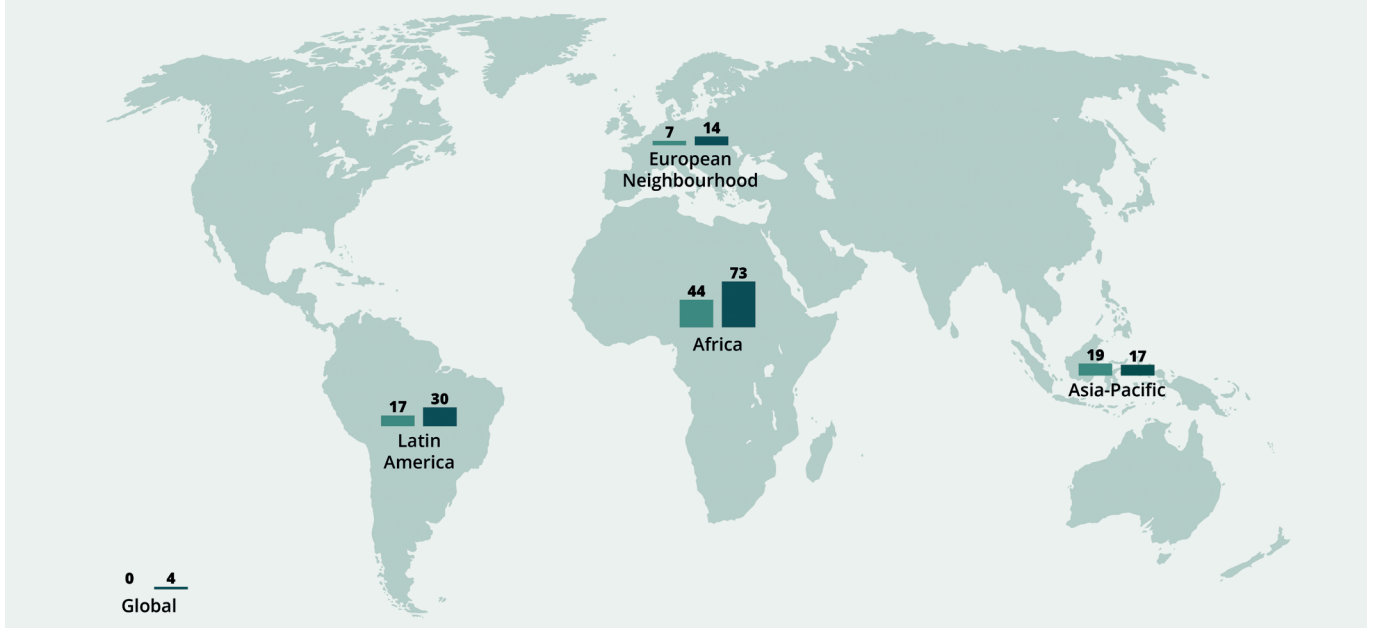 7 14
European
Neighbourhood
44 73
Africa
19 17
Asia-Pacific
17 30
Latin
America
0 4
Global